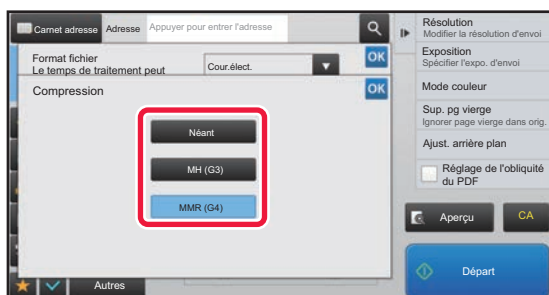 Carnet adresse
Adresse
Appuyer pour entrer l'adresse
Format fichier
Le temps de traitement peut
Cour.élect.
OK
Compression
OK
Néant
MH (G3)
MMR (G4)
Autres
Résolution
Modifier la résolution d'envoi
Exposition
Spécifier l'expo. d'envoi
Mode couleur
Sup. pg vierge
Ignorer page vierge dans orig.
Ajust. arrière plan
Réglage de l'obliquité
du PDF
Aperçu
CA
Départ